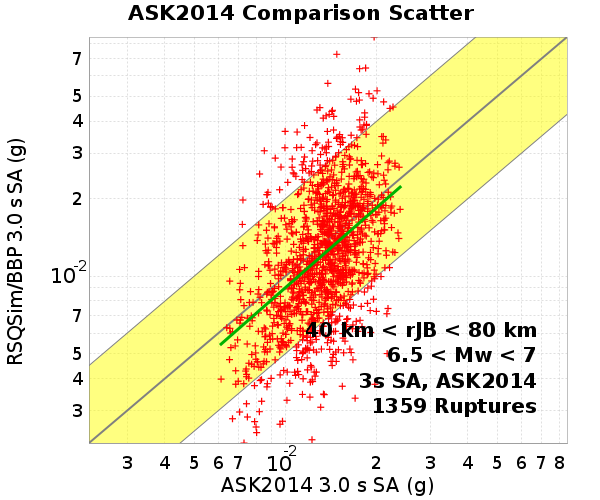 ASK2014 Comparison Scatter
RSQSim/BBP 3.0 s SA (g)
7
5
4
3
2
10-2
7
5
4
3
40 km < rJB < 80 km
6.5 < Mw < 7
3s SA, ASK2014
1359 Ruptures
3 4 5 6 7 10-2 2 3 4 5 6 7 8
ASK2014 3.0 s SA (g)